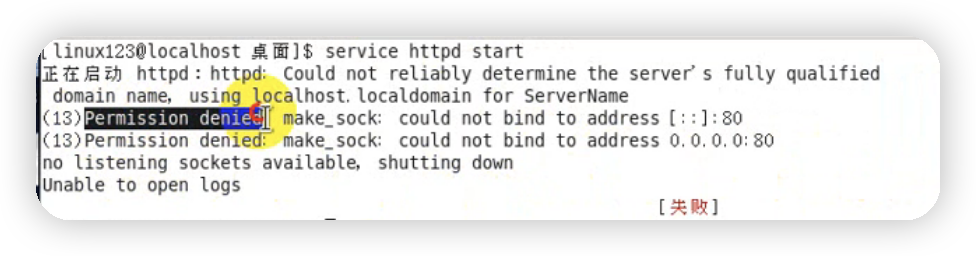 [linux123@localhost 桌面]$ service httpd start
正在启动 httpd：httpd: Could not reliably determine the server's fully qualified
domain name, using localhost.localdomain for ServerName
(13)Permission denied: make_sock: could not bind to address [::]:80
(13)Permission denied: make_sock: could not bind to address 0.0.0.0:80
no listening sockets available, shutting down
Unable to open logs
[失败]